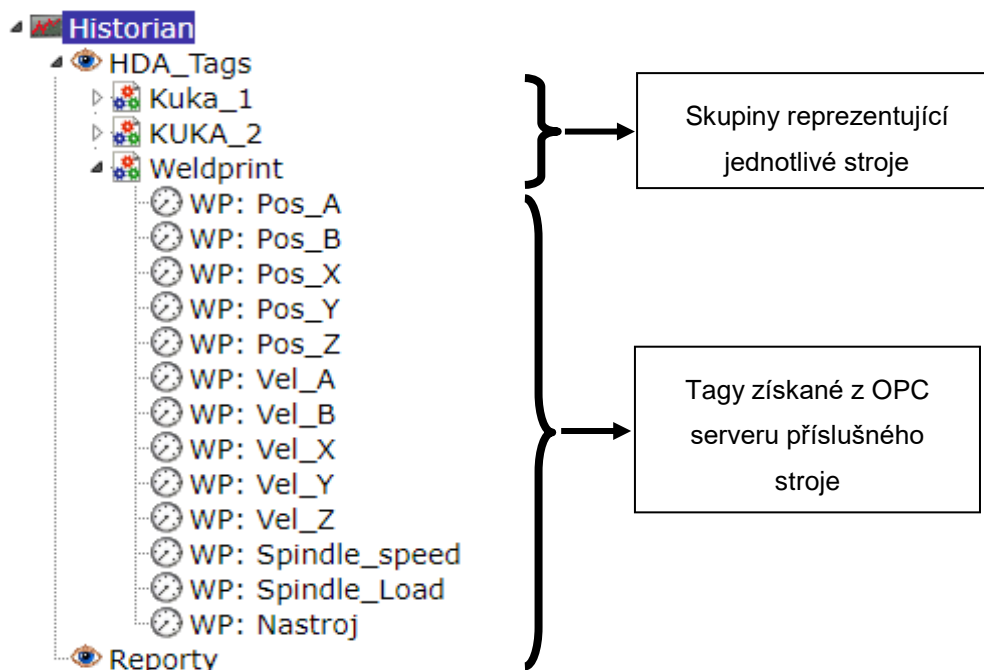 Historian
HDA_Tags
Kuka_1
KUKA_2
Weldprint
WP: Pos_A
WP: Pos_B
WP: Pos_X
WP: Pos_Y
WP: Pos_Z
WP: Vel_A
WP: Vel_B
WP: Vel_X
WP: Vel_Y
WP: Vel_Z
WP: Spindle_speed
WP: Spindle_Load
WP: Nastroj
Reporty
Skupiny reprezentující
jednotlivé stroje
Tagy získané z OPC
serveru příslušného
stroje